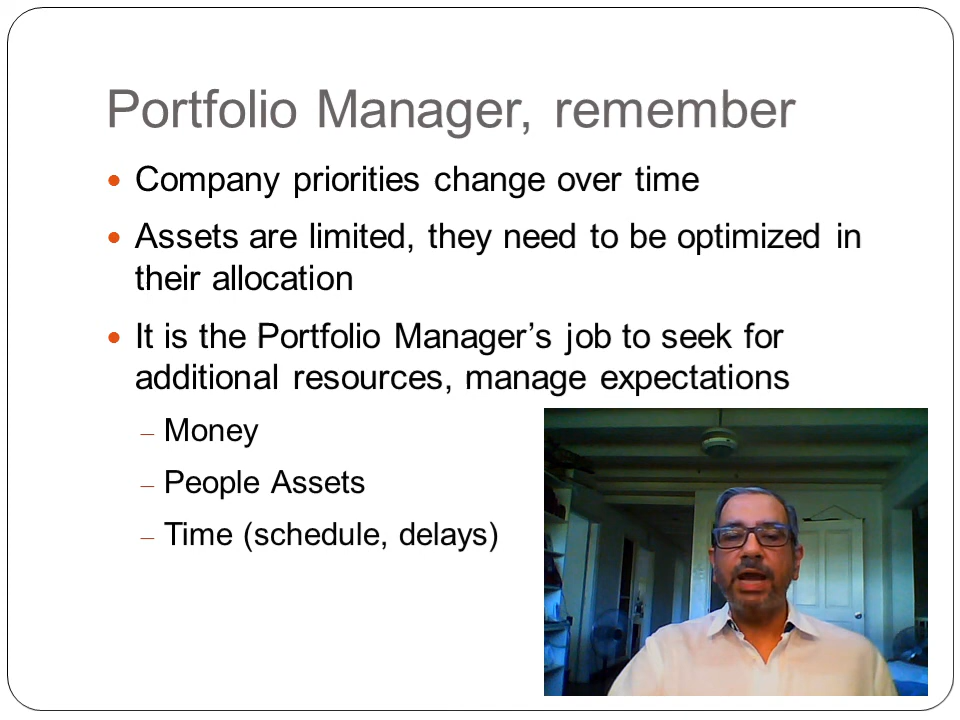 Portfolio Manager, remember
Company priorities change over time
Assets are limited, they need to be optimized in
their allocation
It is the Portfolio Manager’s job to seek for
additional resources, manage expectations
– Money
– People Assets
– Time (schedule, delays)